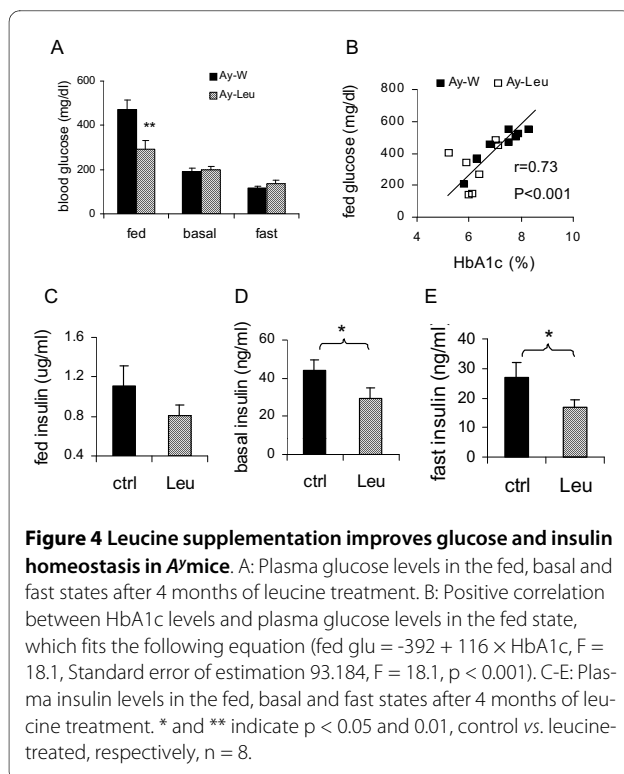 A
B
Ay-W
Ay-Leu
Ay-W Ay-Leu
blood glucose (mg/dl)
600
400
200
0
**
fed basal fast
fed glucose (mg/dl)
800
600
400
200
0
r=0.73
P<0.001
4 6 8 10
HbA1c (%)
C
D
E
fed insulin (ug/ml)
1.6
1.2
0.8
0.4
ctrl Leu
basal insulin (ng/ml)
60
40
20
0
*
ctrl Leu
fast insulin (ng/ml)
40
30
20
10
0
*
ctrl Leu
Figure 4 Leucine supplementation improves glucose and insulin
homeostasis in Aʸmice. A: Plasma glucose levels in the fed, basal and
fast states after 4 months of leucine treatment. B: Positive correlation
between HbA1c levels and plasma glucose levels in the fed state,
which fits the following equation (fed glu = -392 + 116 × HbA1c, F =
18.1, Standard error of estimation 93.184, F = 18.1, p < 0.001). C-E: Plas-
ma insulin levels in the fed, basal and fast states after 4 months of leu-
cine treatment. * and ** indicate p < 0.05 and 0.01, control vs. leucine-
treated, respectively, n = 8.